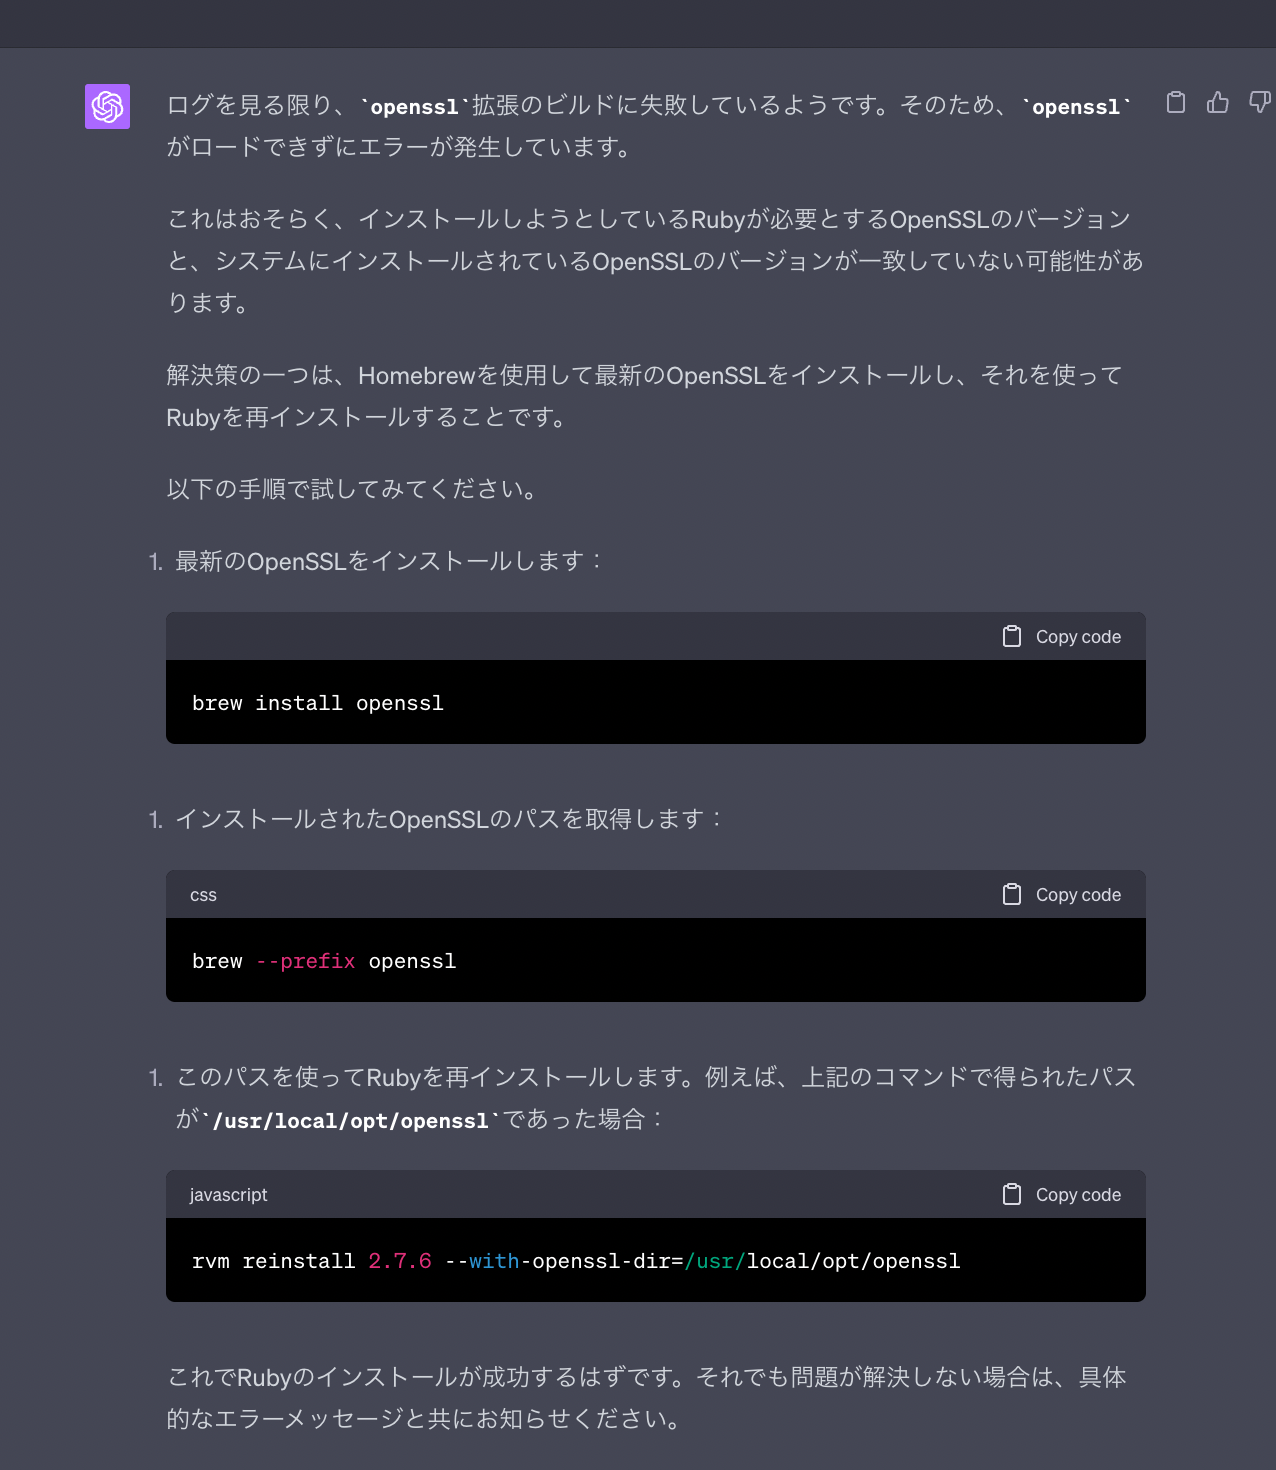 ログを見る限り、`openssl`拡張のビルドに失敗しているようです。そのため、`openssl`
がロードできずにエラーが発生しています。
これはおそらく、インストールしようとしているRubyが必要とするOpenSSLのバージョン
と、システムにインストールされているOpenSSLのバージョンが一致していない可能性があ
ります。
解決策の一つは、Homebrewを使用して最新のOpenSSLをインストールし、それを使って
Rubyを再インストールすることです。
以下の手順で試してみてください。
1. 最新のOpenSSLをインストールします：
Copy code
brew install openssl
1. インストールされたOpenSSLのパスを取得します：
css Copy code
brew --prefix openssl
1. このパスを使ってRubyを再インストールします。例えば、上記のコマンドで得られたパス
が`/usr/local/opt/openssl`であった場合：
javascript Copy code
rvm reinstall 2.7.6 --with-openssl-dir=/usr/local/opt/openssl
これでRubyのインストールが成功するはずです。それでも問題が解決しない場合は、具体
的なエラーメッセージと共にお知らせください。